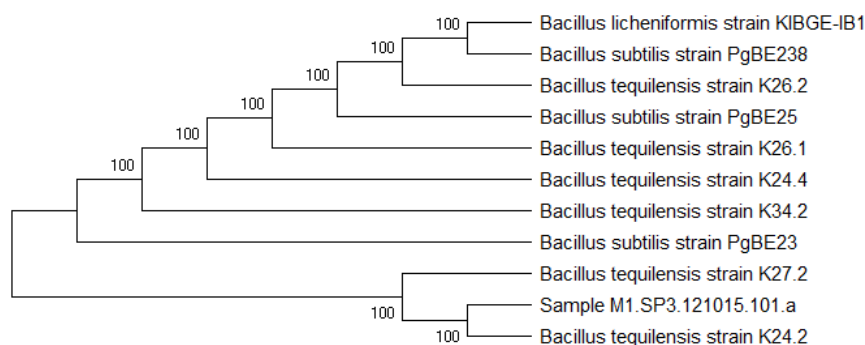 100
Bacillus licheniformis strain KIBGE-IB1
100
Bacillus subtilis strain PgBE238
100
Bacillus tequilensis strain K26.2
100
Bacillus subtilis strain PgBE25
100
Bacillus tequilensis strain K26.1
100
Bacillus tequilensis strain K24.4
Bacillus tequilensis strain K34.2
Bacillus subtilis strain PgBE23
Bacillus tequilensis strain K27.2
Sample M1.SP3.121015.101.a
100
100
Bacillus tequilensis strain K24.2